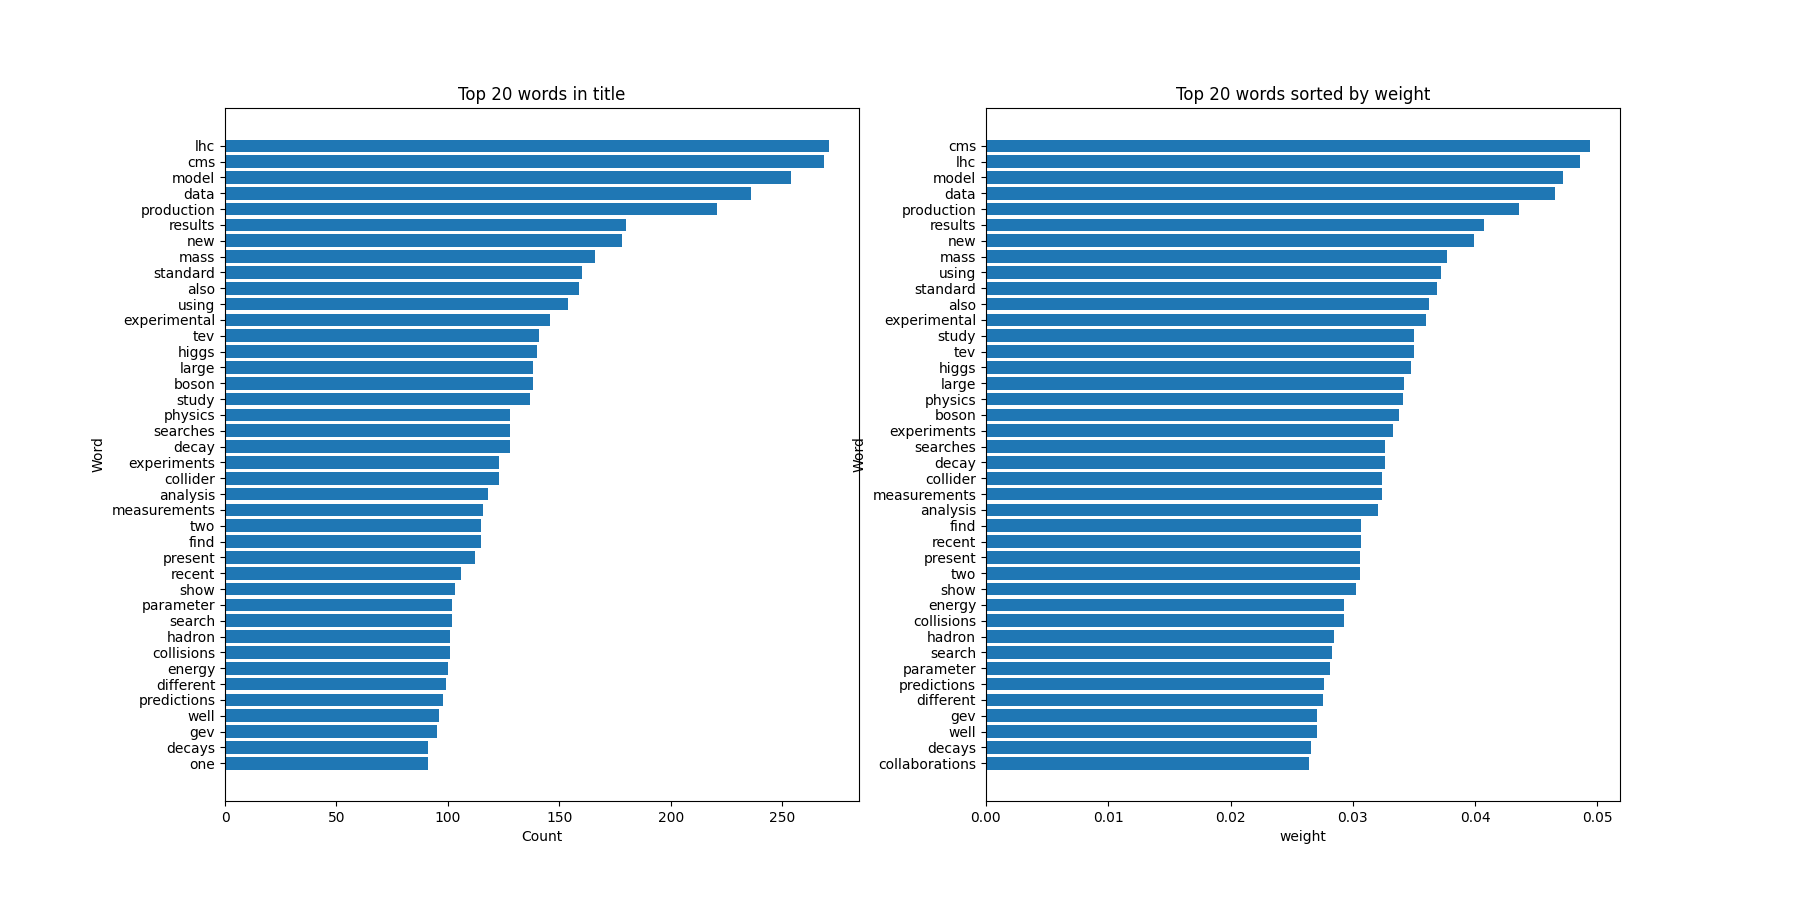 Top 20 words in title
Word
lhc
cms
model
data
production
results
new
mass
standard
also
using
experimental
tev
higgs
large
boson
study
physics
searches
decay
experiments
collider
analysis
measurements
two
find
present
recent
show
parameter
search
hadron
collisions
energy
different
predictions
well
gev
decays
one
0 50 100 150 200 250
Count
Top 20 words sorted by weight
Word
cms
lhc
model
data
production
results
new
mass
using
standard
also
experimental
study
tev
higgs
large
physics
boson
experiments
searches
decay
collider
measurements
analysis
find
recent
present
two
show
energy
collisions
hadron
search
parameter
predictions
different
gev
well
decays
collaborations
0.00 0.01 0.02 0.03 0.04 0.05
weight